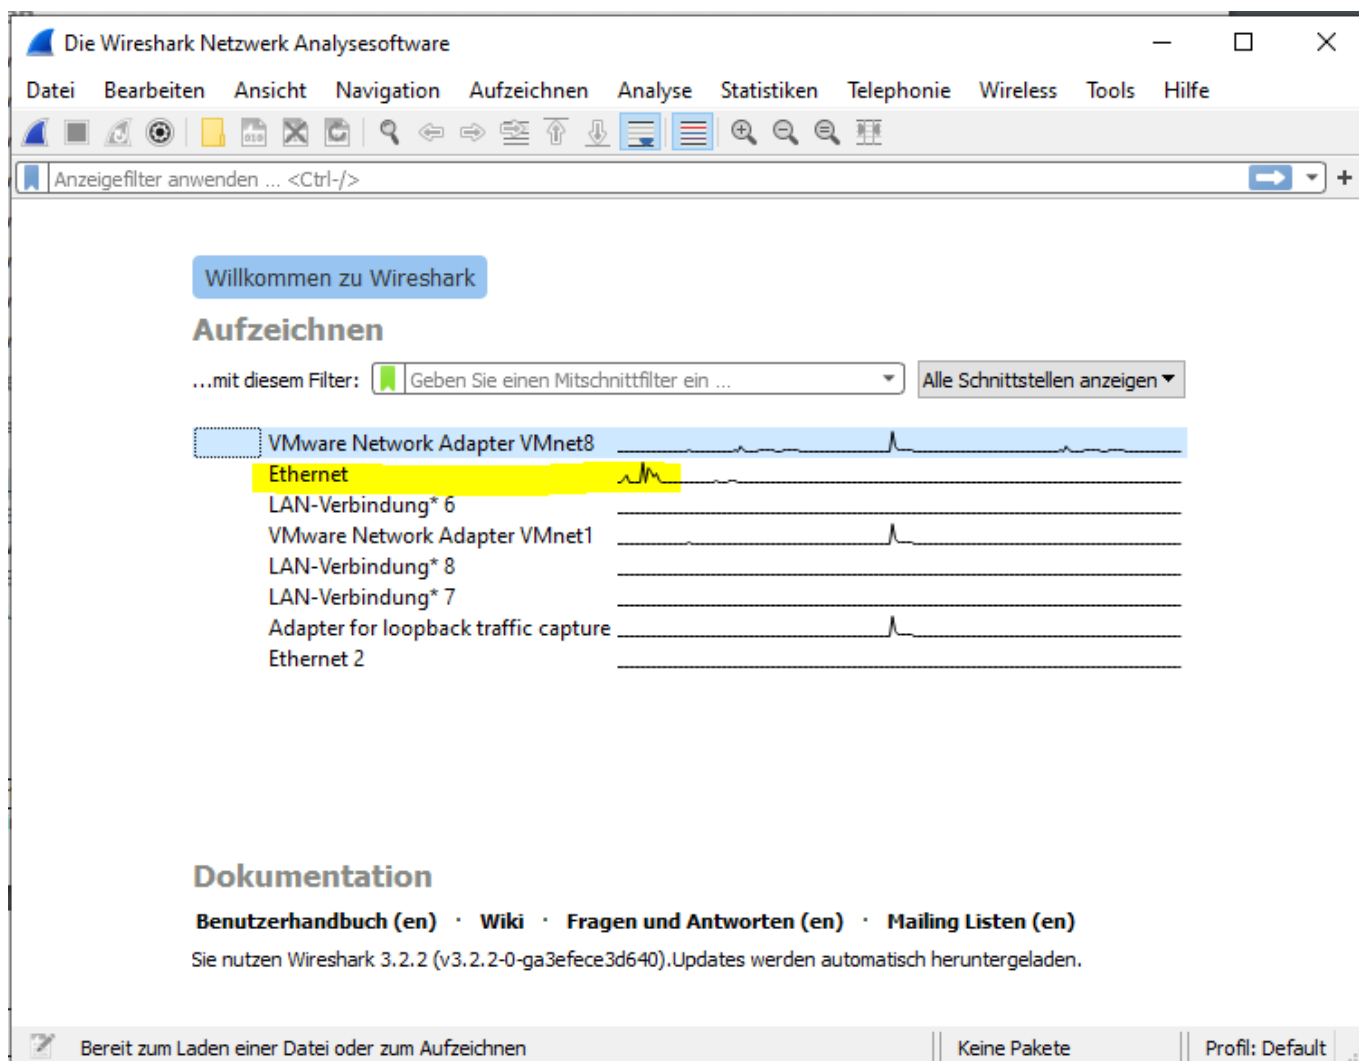 Die Wireshark Netzwerk Analysesoftware
Datei Bearbeiten Ansicht Navigation Aufzeichnen Analyse Statistiken Telephonie Wireless Tools Hilfe
Anzeigefilter anwenden ... <Ctrl-/>
Willkommen zu Wireshark
Aufzeichnen
...mit diesem Filter: Geben Sie einen Mitschnittfilter ein ... Alle Schnittstellen anzeigen
VMware Network Adapter VMnet8
Ethernet
LAN-Verbindung* 6
VMware Network Adapter VMnet1
LAN-Verbindung* 8
LAN-Verbindung* 7
Adapter for loopback traffic capture
Ethernet 2
Dokumentation
Benutzerhandbuch (en) · Wiki · Fragen und Antworten (en) · Mailing Listen (en)
Sie nutzen Wireshark 3.2.2 (v3.2.2-0-ga3efece3d640).Updates werden automatisch heruntergeladen.
Bereit zum Laden einer Datei oder zum Aufzeichnen Keine Pakete Profil: Default